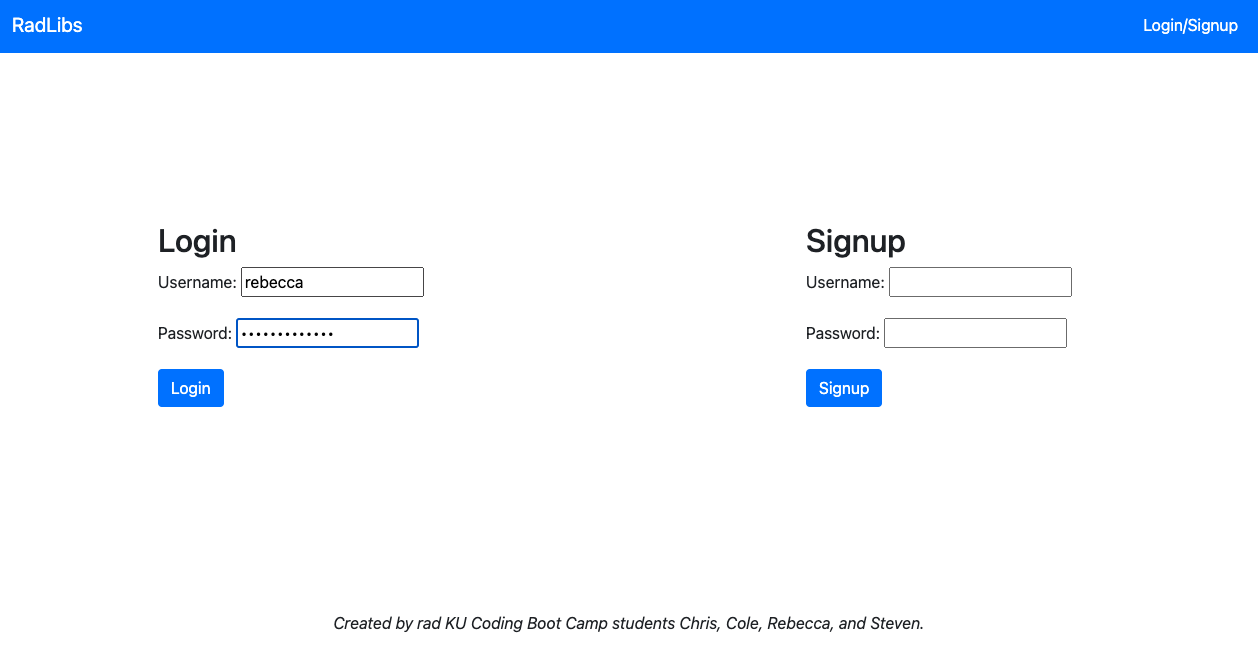 RadLibs
Login/Signup
Login
Username: rebecca
Password: •••••••••••••
Login
Signup
Username:
Password:
Signup
Created by rad KU Coding Boot Camp students Chris, Cole, Rebecca, and Steven.